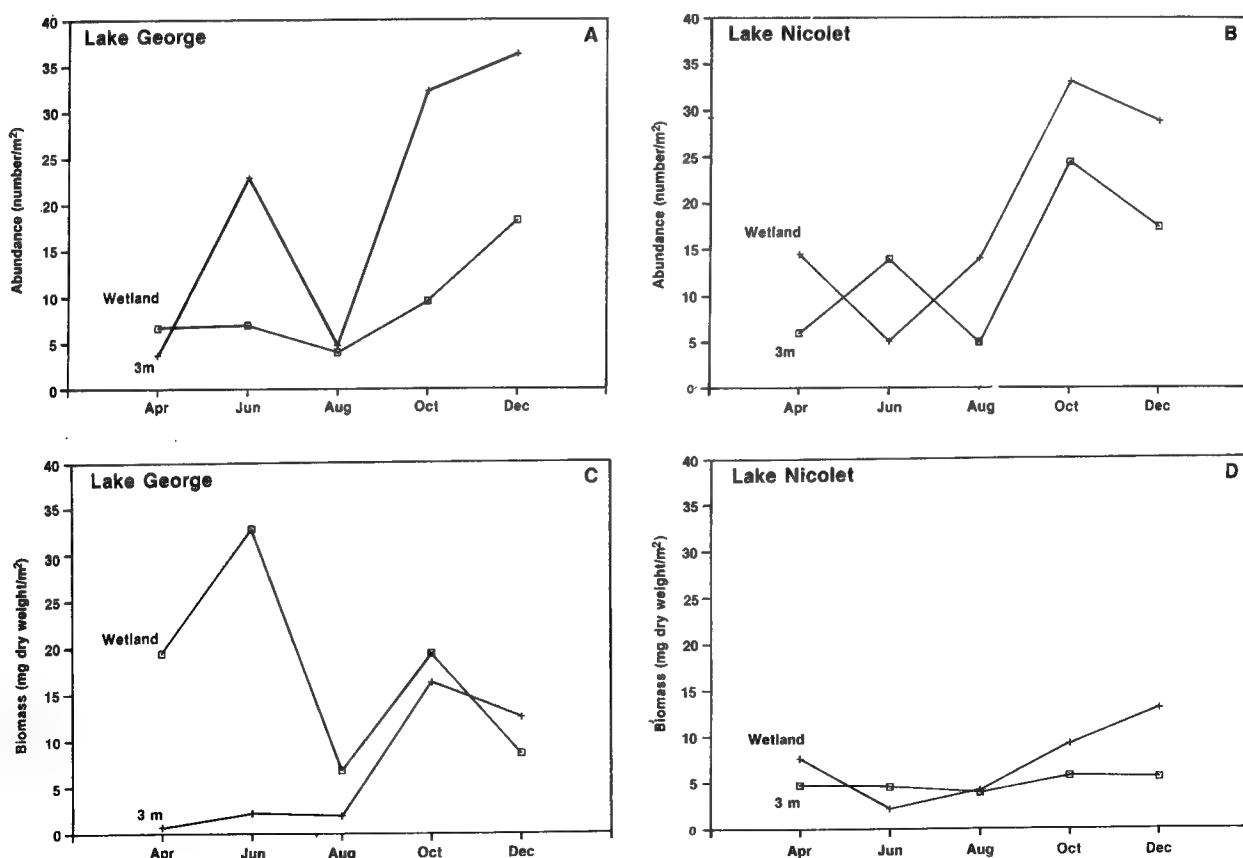 Lake George
A
Abundance (number/m²)
40
35
30
25
20
15
10
5
0
Wetland
3m
Apr Jun Aug Oct Dec
Lake Nicolet
B
Abundance (number/m²)
40
35
30
25
20
15
10
5
0
Wetland
3m
Apr Jun Aug Oct Dec
Lake George
C
Biomass (mg dry weight/m²)
40
35
30
25
20
15
10
5
0
Wetland
3 m
Apr Jun Aug Oct Dec
Lake Nicolet
D
Biomass (mg dry weight/m²)
40
35
30
25
20
15
10
5
0
Wetland
3 m
Apr Jun Aug Oct Dec